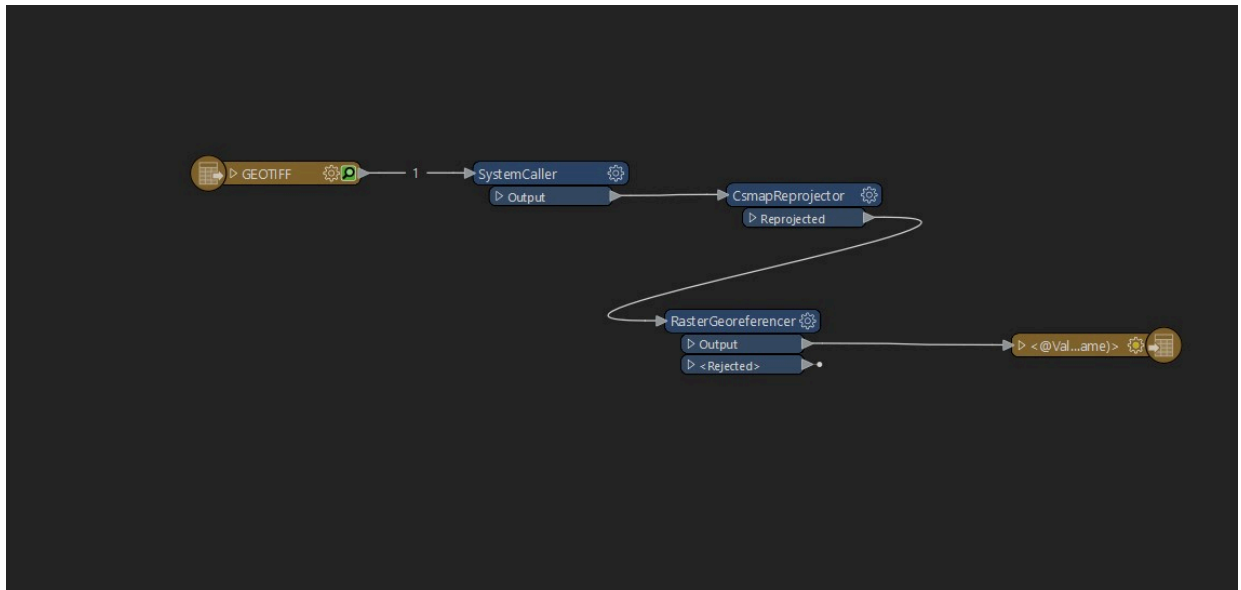 GEOTIFF
1
SystemCaller
Output
CsmapReprojector
Reprojected
RasterGeoreferencer
Output
<Rejected>
<@Val...ame)>